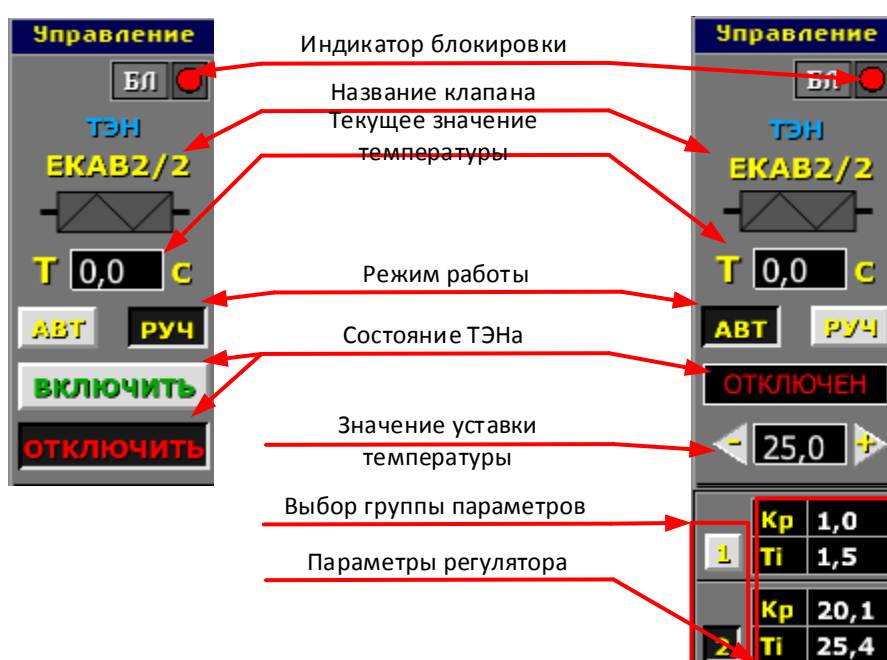 Управление
БЛ
ТЭН
ЕКАВ2/2
Т 0,0 с
АВТ РУЧ
ВКЛЮЧИТЬ
ОТКЛЮЧИТЬ
Индикатор блокировки
Название клапана
Текущее значение
температуры
Режим работы
Состояние ТЭНа
Значение уставки
температуры
Выбор группы параметров
Параметры регулятора
Управление
БЛ
ТЭН
ЕКАВ2/2
Т 0,0 с
АВТ РУЧ
ОТКЛЮЧЕН
- 25,0 +
Kp 1,0
1 Ti 1,5
Kp 20,1
2 Ti 25,4